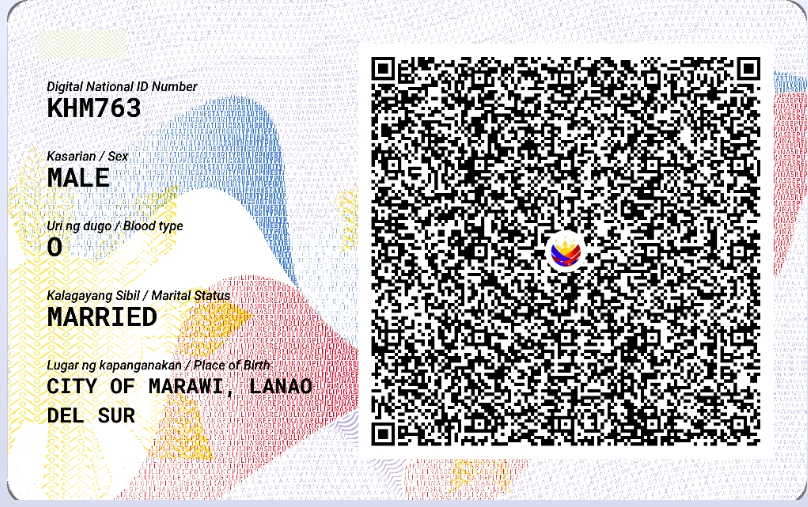 Digital National ID Number
KHM763
Kasarian / Sex
MALE
Uri ng dugo / Blood type
O
Kalagayang Sibil / Marital Status
MARRIED
Lugar ng kapanganakan / Place of Birth
CITY OF MARAWI, LANAO
DEL SUR